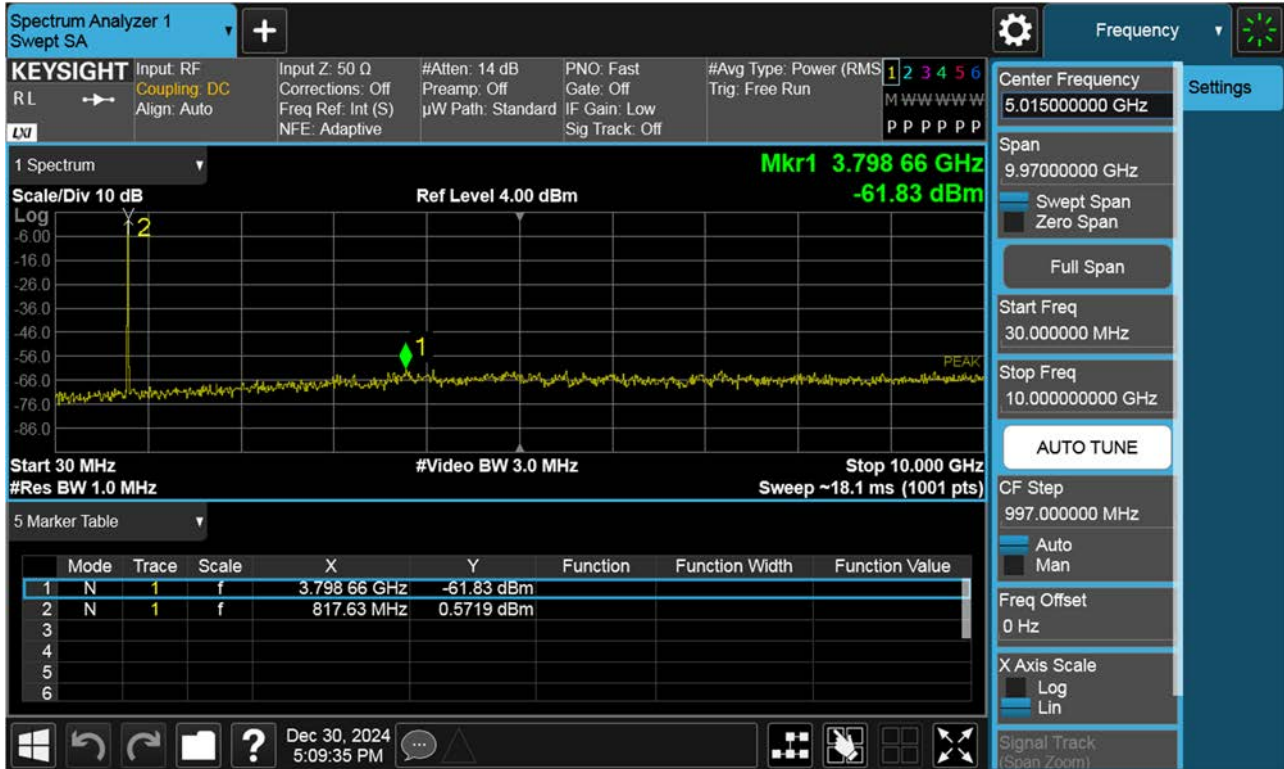 Spectrum Analyzer 1
Swept SA
+
Frequency
KEYSIGHT
RL
LXI
Input: RF
Coupling: DC
Align: Auto
Input Z: 50 Ω
Corrections: Off
Freq Ref: Int (S)
NFE: Adaptive
#Atten: 14 dB
Preamp: Off
µW Path: Standard
PNO: Fast
Gate: Off
IF Gain: Low
Sig Track: Off
#Avg Type: Power (RMS
Trig: Free Run
1 2 3 4 5 6
M W W W W W
P P P P P P
1 Spectrum
Mkr1 3.798 66 GHz
-61.83 dBm
Scale/Div 10 dB
Ref Level 4.00 dBm
Log
-6.00
-16.0
-26.0
-36.0
-46.0
-56.0
-66.0
-76.0
-86.0
2
1
PEAK
Start 30 MHz
#Video BW 3.0 MHz
Stop 10.000 GHz
#Res BW 1.0 MHz
Sweep ~18.1 ms (1001 pts)
5 Marker Table
Mode Trace Scale X Y Function Function Width Function Value
1 N 1 f 3.798 66 GHz -61.83 dBm
2 N 1 f 817.63 MHz 0.5719 dBm
3
4
5
6
?
Dec 30, 2024
5:09:35 PM
Center Frequency
5.015000000 GHz
Settings
Span
9.97000000 GHz
Swept Span
Zero Span
Full Span
Start Freq
30.000000 MHz
Stop Freq
10.000000000 GHz
AUTO TUNE
CF Step
997.000000 MHz
Auto
Man
Freq Offset
0 Hz
X Axis Scale
Log
Lin
Signal Track
(Span Zoom)